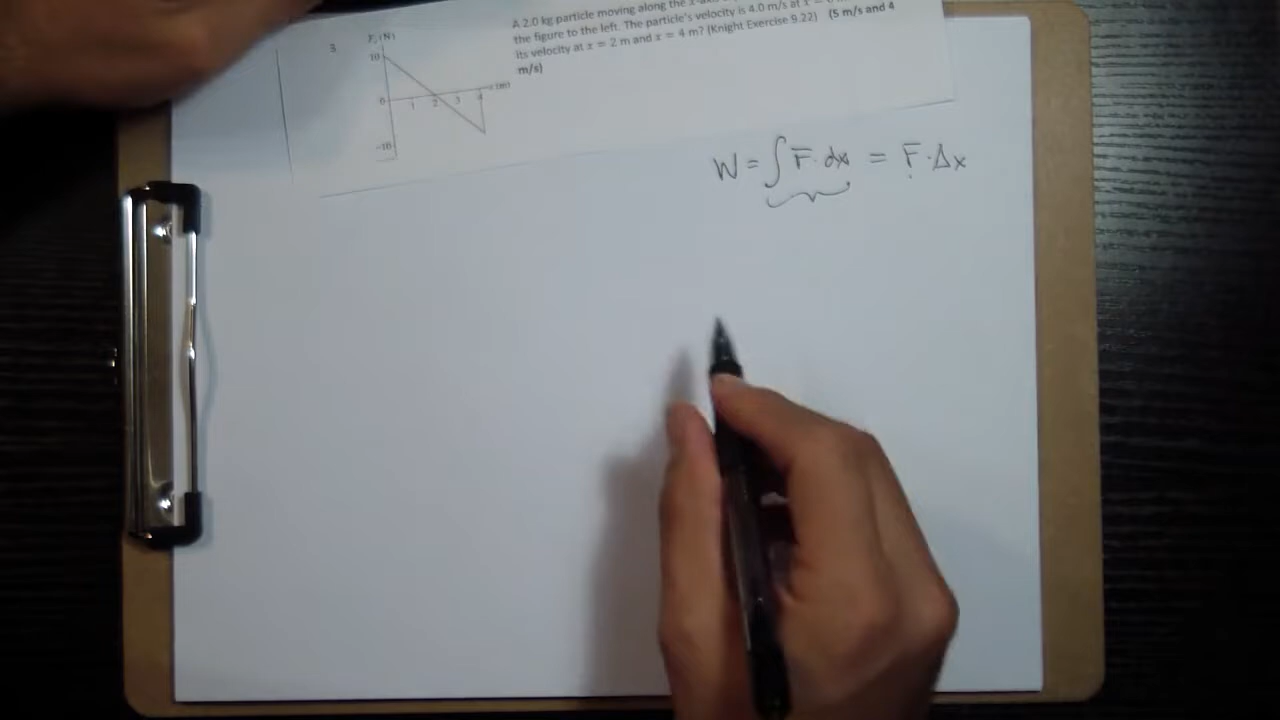 A 2.0 kg particle moving along the x-axis
the figure to the left. The particle's velocity is 4.0 m/s at x =
its velocity at x = 2 m and x = 4 m? (Knight Exercise 9.22) (5 m/s and 4
m/s)
3
Fₓ (N)
10
0
1 2 3 4
x (m)
-10
W = ∫ F · dx = F · Δx